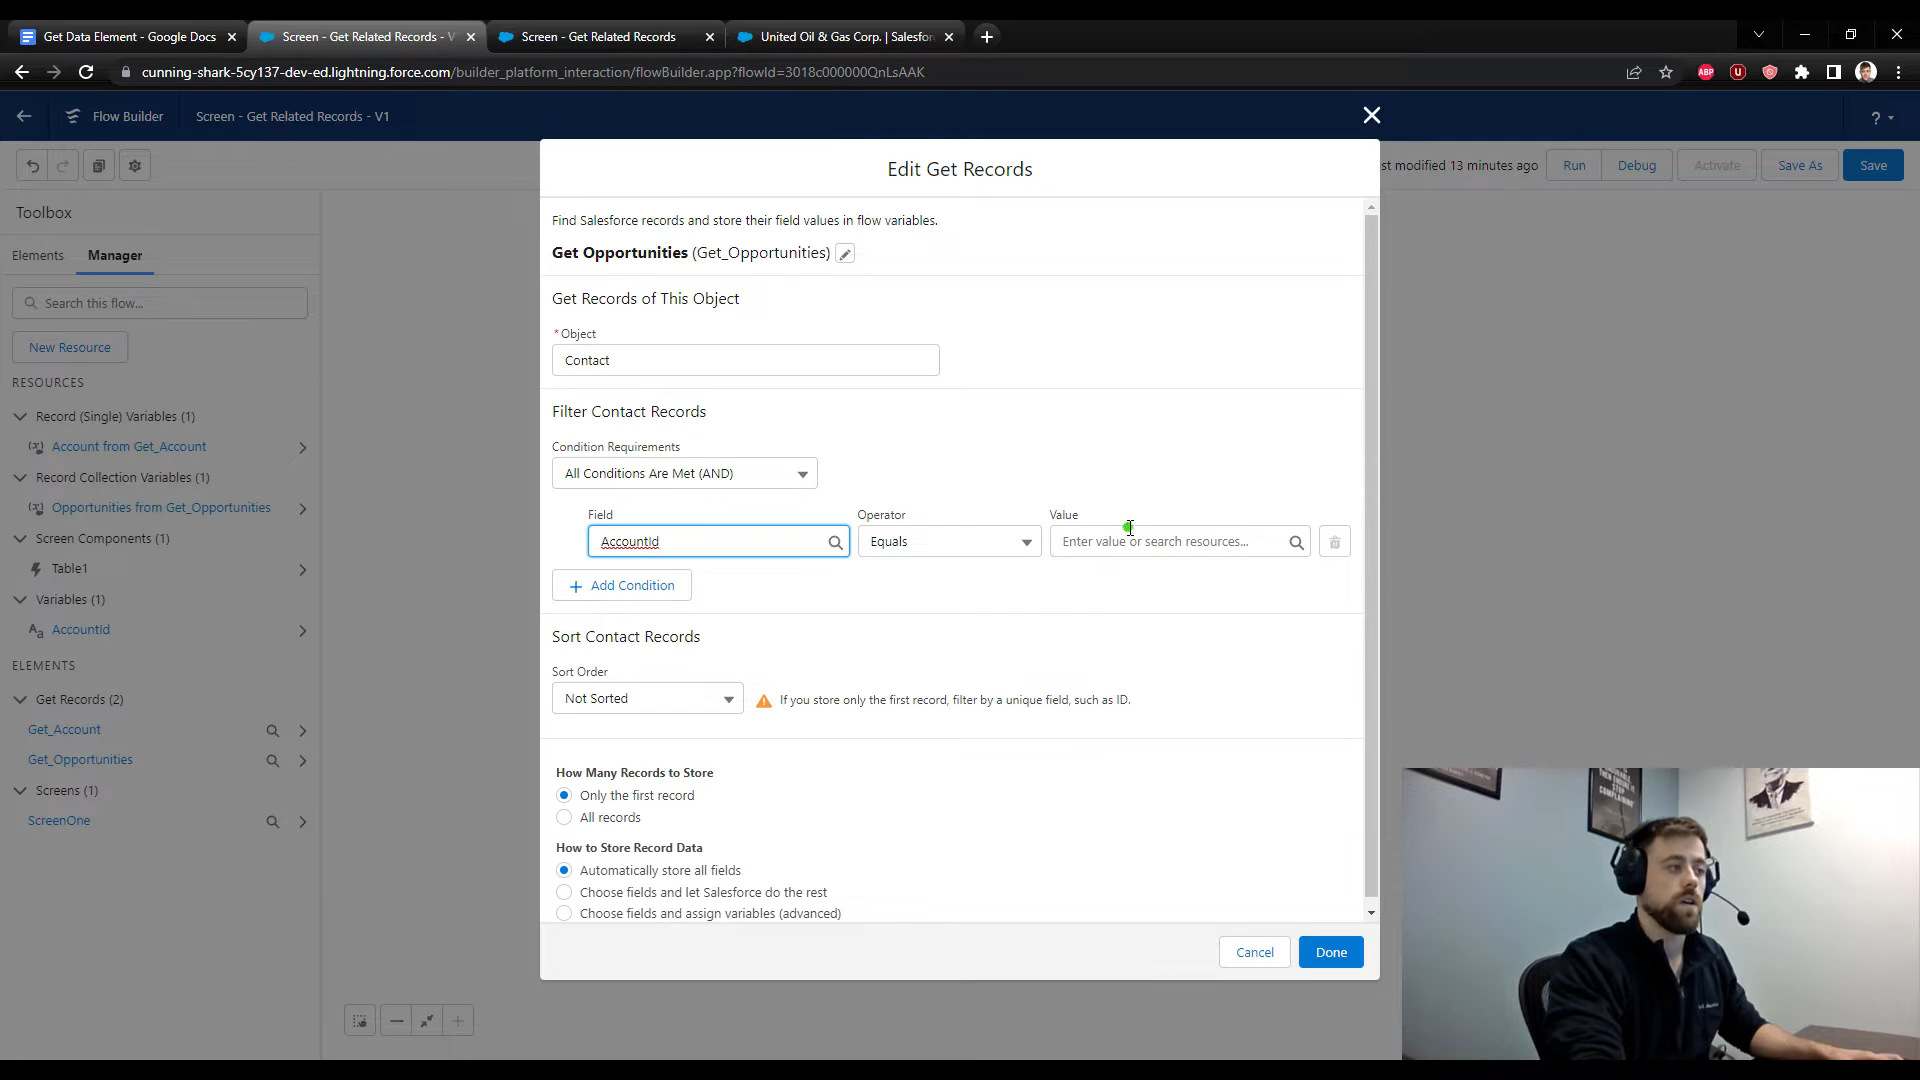 Get Data Element - Google Docs
Screen - Get Related Records - V
Screen - Get Related Records
United Oil & Gas Corp. | Salesfor
cunning-shark-5cy137-dev-ed.lightning.force.com/builder_platform_interaction/flowBuilder.app?flowId=3018c000000QnLsAAK
ABP
Flow Builder
Screen - Get Related Records - V1
?
st modified 13 minutes ago
Run
Debug
Activate
Save As
Save
Toolbox
Elements
Manager
Search this flow...
New Resource
RESOURCES
Record (Single) Variables (1)
Account from Get_Account
Record Collection Variables (1)
Opportunities from Get_Opportunities
Screen Components (1)
Table1
Variables (1)
Aa AccountId
ELEMENTS
Get Records (2)
Get_Account
Get_Opportunities
Screens (1)
ScreenOne
Edit Get Records
Find Salesforce records and store their field values in flow variables.
Get Opportunities (Get_Opportunities)
Get Records of This Object
* Object
Contact
Filter Contact Records
Condition Requirements
All Conditions Are Met (AND)
Field
Operator
Value
AccountId
Equals
Enter value or search resources...
+ Add Condition
Sort Contact Records
Sort Order
Not Sorted
If you store only the first record, filter by a unique field, such as ID.
How Many Records to Store
Only the first record
All records
How to Store Record Data
Automatically store all fields
Choose fields and let Salesforce do the rest
Choose fields and assign variables (advanced)
Cancel
Done
THEN ENGLISH
STOP
COMPLAINING